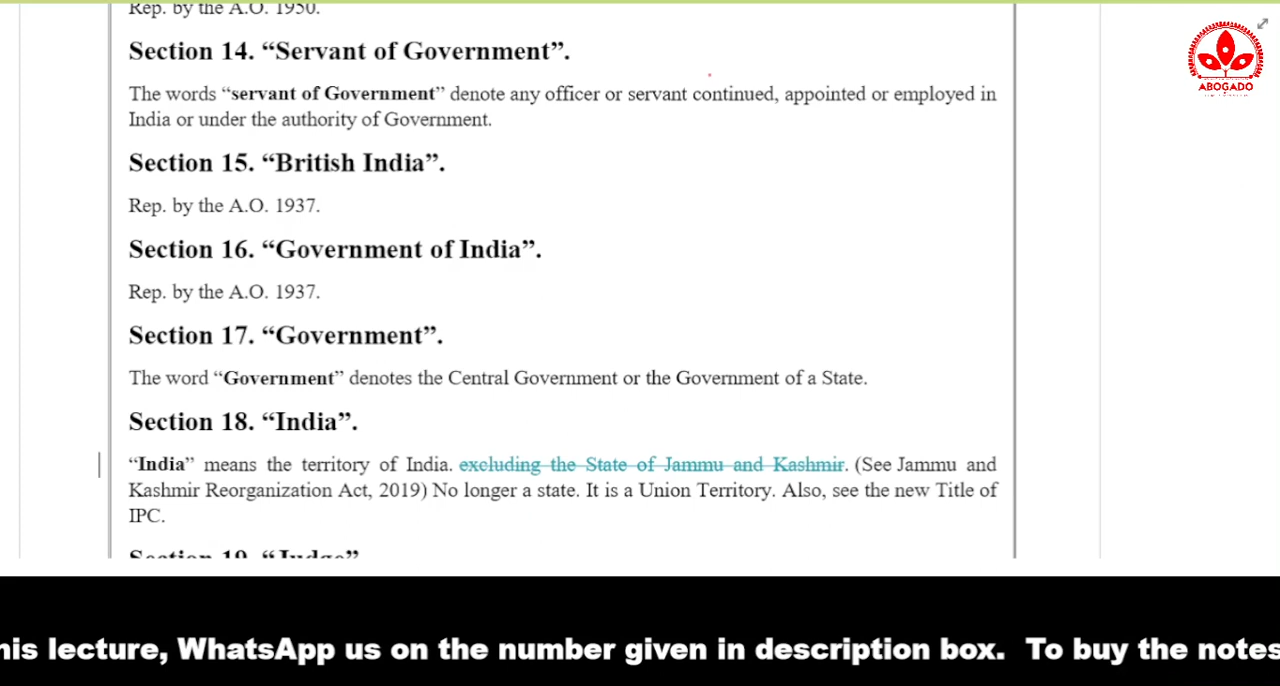 Rep. by the A.O. 1950.
Section 14. “Servant of Government”.
The words “servant of Government” denote any officer or servant continued, appointed or employed in
India or under the authority of Government.
Section 15. “British India”.
Rep. by the A.O. 1937.
Section 16. “Government of India”.
Rep. by the A.O. 1937.
Section 17. “Government”.
The word “Government” denotes the Central Government or the Government of a State.
Section 18. “India”.
“India” means the territory of India. excluding the State of Jammu and Kashmir. (See Jammu and
Kashmir Reorganization Act, 2019) No longer a state. It is a Union Territory. Also, see the new Title of
IPC.
Section 19. “Judge”
ABOGADO
his lecture, WhatsApp us on the number given in description box. To buy the notes